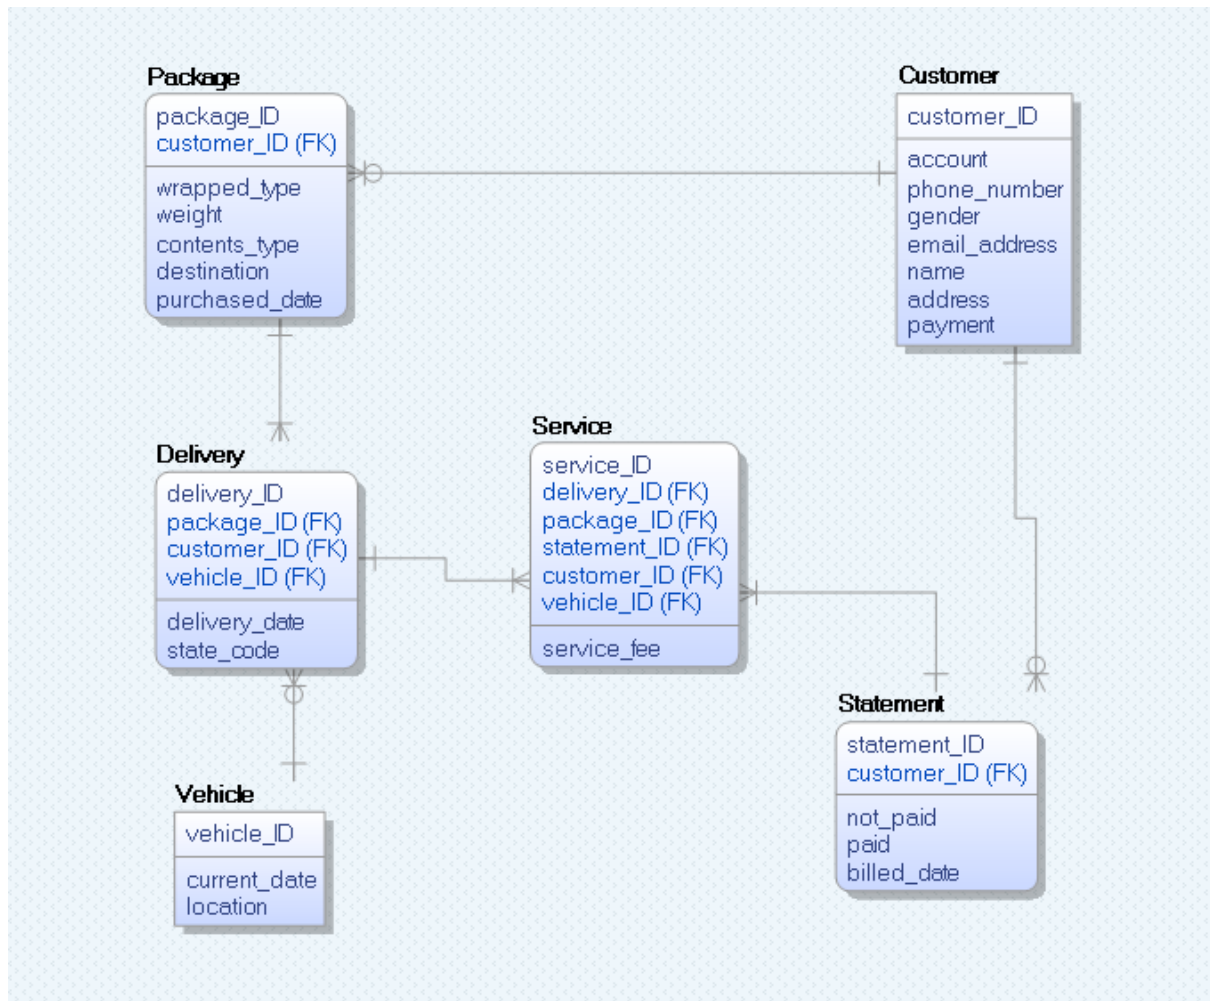 Package
package_ID
customer_ID (FK)
wrapped_type
weight
contents_type
destination
purchased_date
Customer
customer_ID
account
phone_number
gender
email_address
name
address
payment
Delivery
delivery_ID
package_ID (FK)
customer_ID (FK)
vehicle_ID (FK)
delivery_date
state_code
Service
service_ID
delivery_ID (FK)
package_ID (FK)
statement_ID (FK)
customer_ID (FK)
vehicle_ID (FK)
service_fee
Vehicle
vehicle_ID
current_date
location
Statement
statement_ID
customer_ID (FK)
not_paid
paid
billed_date